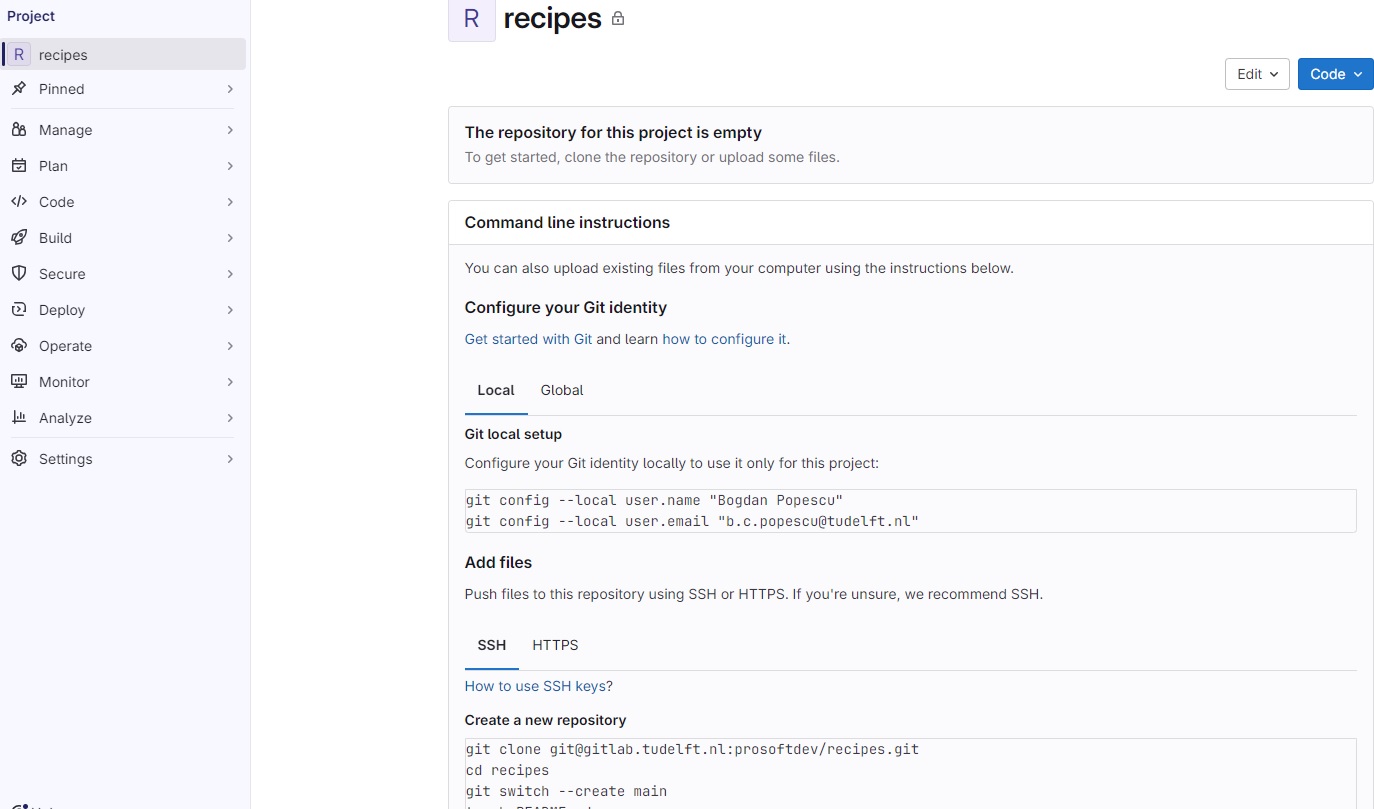 Project
R recipes
Pinned
Manage
Plan
Code
Build
Secure
Deploy
Operate
Monitor
Analyze
Settings
R recipes
Edit
Code
The repository for this project is empty
To get started, clone the repository or upload some files.
Command line instructions
You can also upload existing files from your computer using the instructions below.
Configure your Git identity
Get started with Git and learn how to configure it.
Local Global
Git local setup
Configure your Git identity locally to use it only for this project:
git config --local user.name "Bogdan Popescu"
git config --local user.email "b.c.popescu@tudelft.nl"
Add files
Push files to this repository using SSH or HTTPS. If you're unsure, we recommend SSH.
SSH HTTPS
How to use SSH keys?
Create a new repository
git clone git@gitlab.tudelft.nl:prosoftdev/recipes.git
cd recipes
git switch --create main